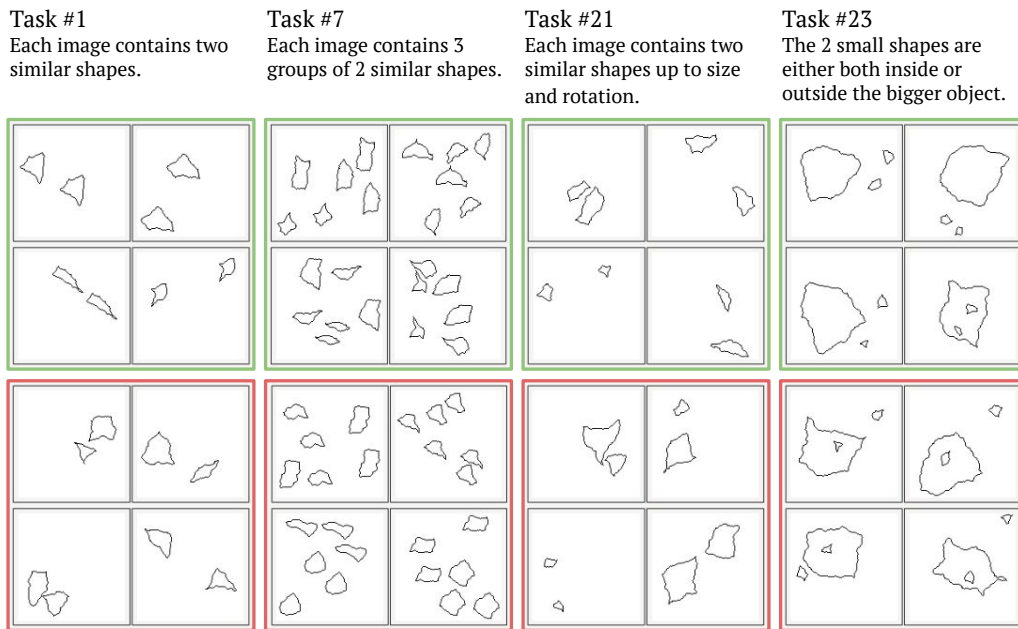 Task #1
Each image contains two
similar shapes.
Task #7
Each image contains 3
groups of 2 similar shapes.
Task #21
Each image contains two
similar shapes up to size
and rotation.
Task #23
The 2 small shapes are
either both inside or
outside the bigger object.